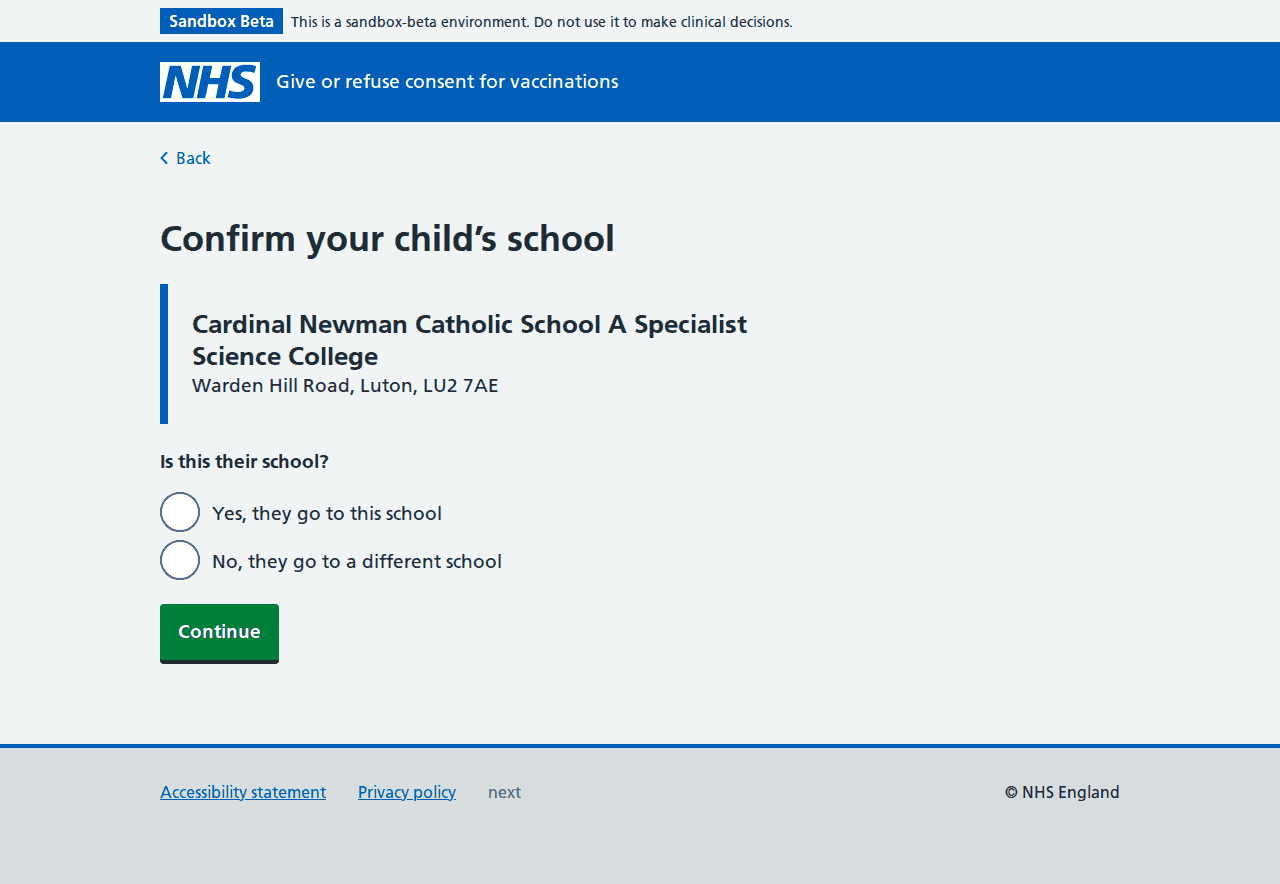 Sandbox Beta This is a sandbox-beta environment. Do not use it to make clinical decisions.
NHS Give or refuse consent for vaccinations
Back
Confirm your child’s school
Cardinal Newman Catholic School A Specialist
Science College
Warden Hill Road, Luton, LU2 7AE
Is this their school?
Yes, they go to this school
No, they go to a different school
Continue
Accessibility statement Privacy policy next © NHS England